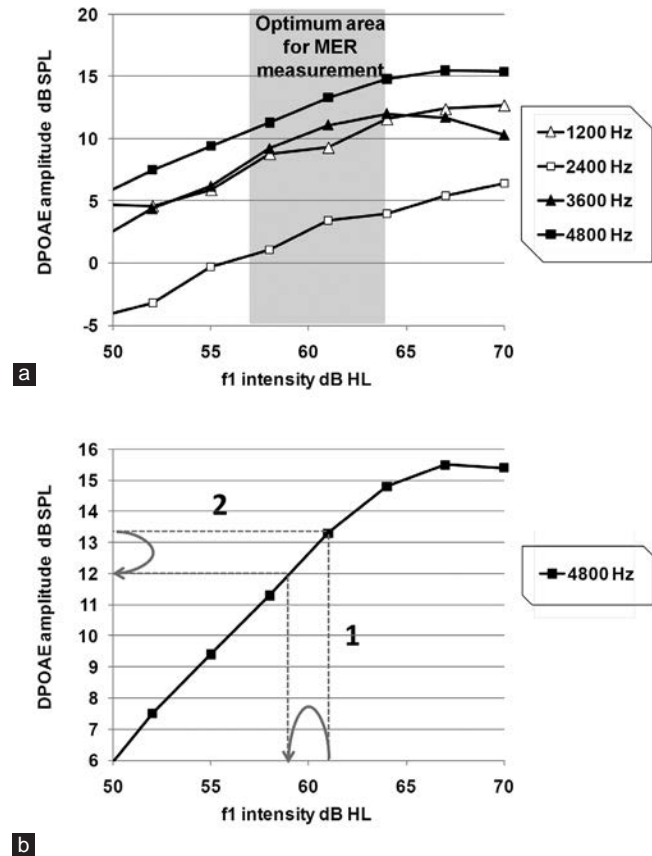 20
15
10
5
0
-5
DPOAE amplitude dB SPL
Optimum area
for MER
measurement
50 55 60 65 70
f1 intensity dB HL
1200 Hz
2400 Hz
3600 Hz
4800 Hz
a
16
15
14
13
12
11
10
9
8
7
6
DPOAE amplitude dB SPL
2
1
50 55 60 65 70
f1 intensity dB HL
4800 Hz
b